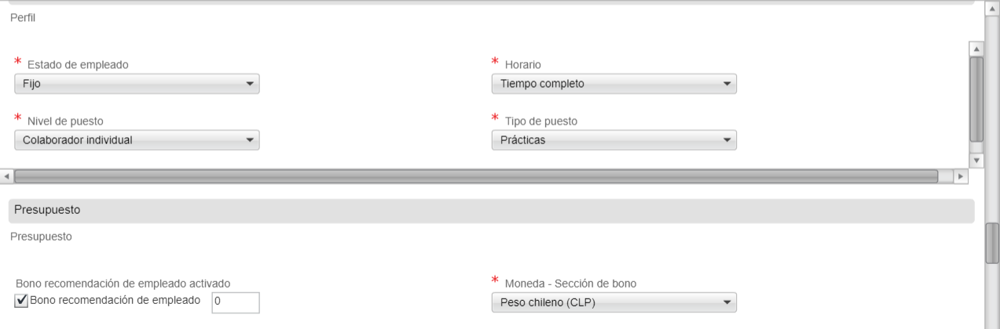 Perfil
* Estado de empleado
* Horario
Fijo
Tiempo completo
* Nivel de puesto
* Tipo de puesto
Colaborador individual
Prácticas
Presupuesto
Presupuesto
Bono recomendación de empleado activado
* Moneda - Sección de bono
Bono recomendación de empleado 0
Peso chileno (CLP)